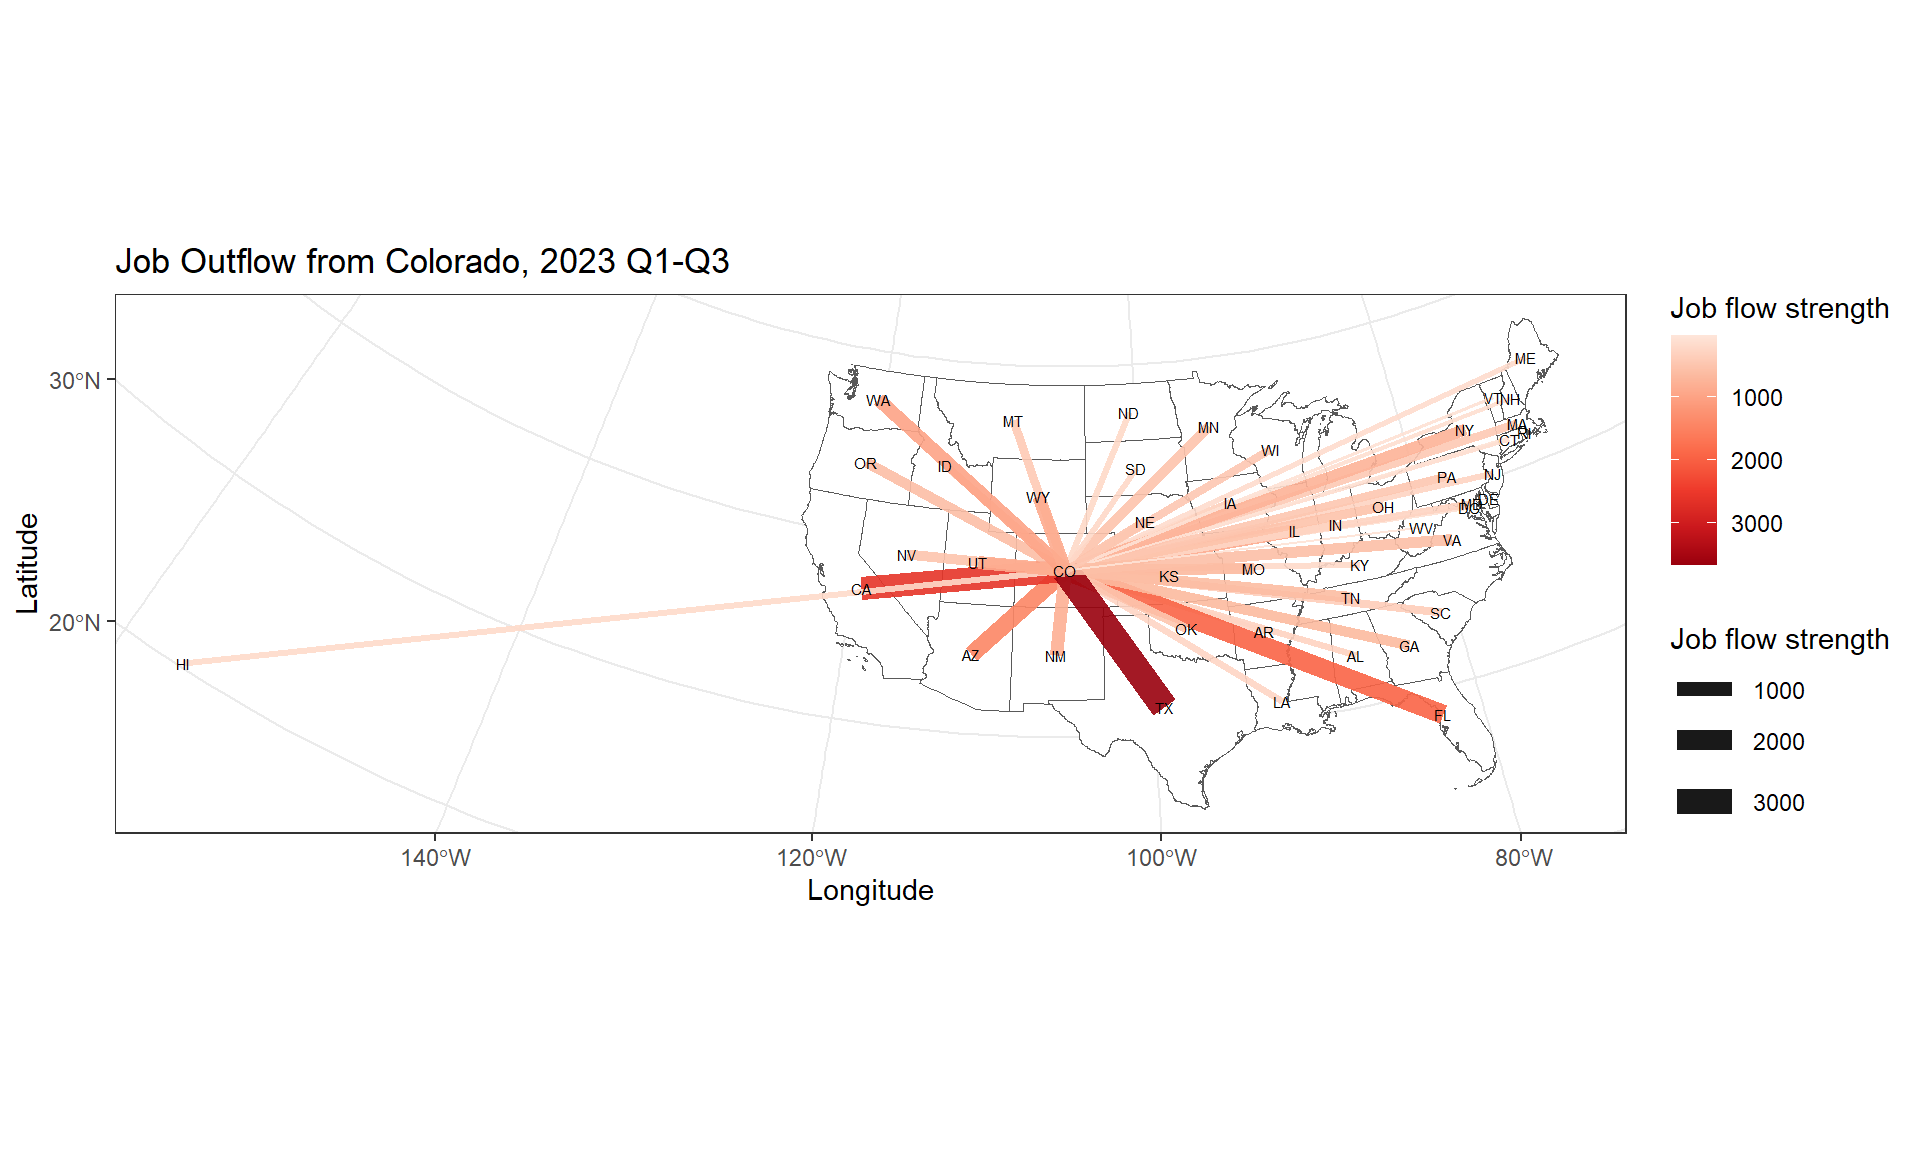 Job Outflow from Colorado, 2023 Q1-Q3
Job flow strength
1000
2000
3000
Job flow strength
1000
2000
3000
Latitude
30°N
20°N
140°W
120°W
100°W
80°W
Longitude
ME
WA
VT NH
MT
ND
MN
NY
MA
CT
WI
OR
ID
SD
PA
NJ
WY
IA
OH
DE
NE
IL
IN
WV
VA
NV
UT
CO
KS
MO
KY
CA
TN
SC
OK
AR
GA
AZ
NM
AL
HI
LA
TX
FL